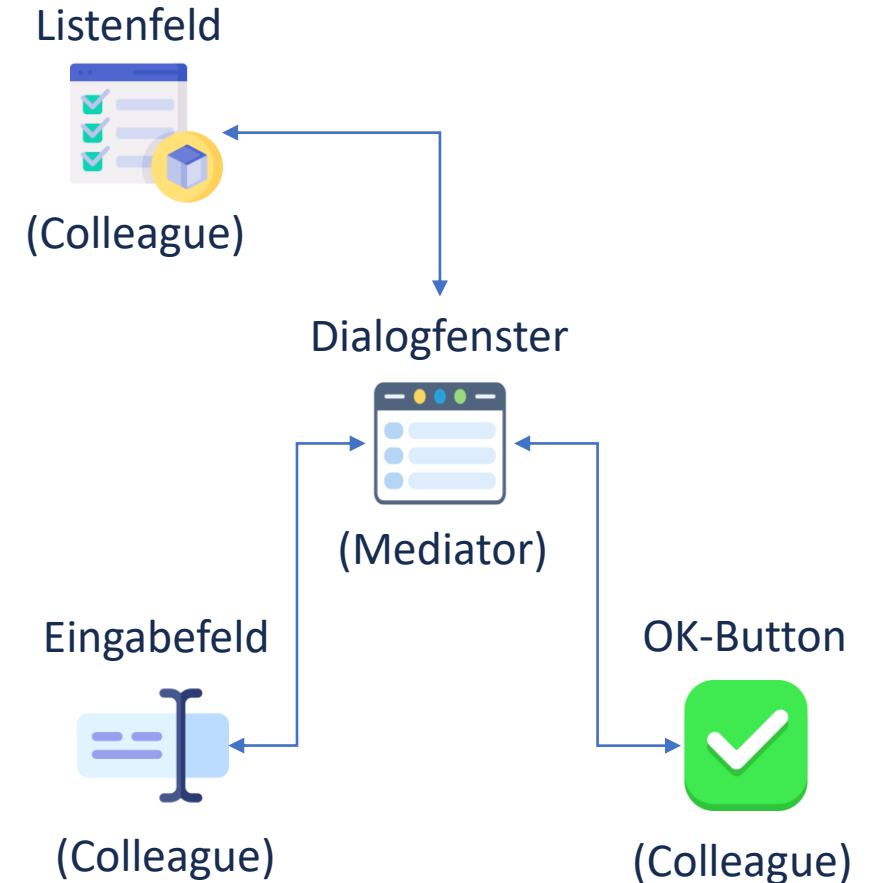 Listenfeld
(Colleague)
Dialogfenster
(Mediator)
Eingabefeld
(Colleague)
OK-Button
(Colleague)